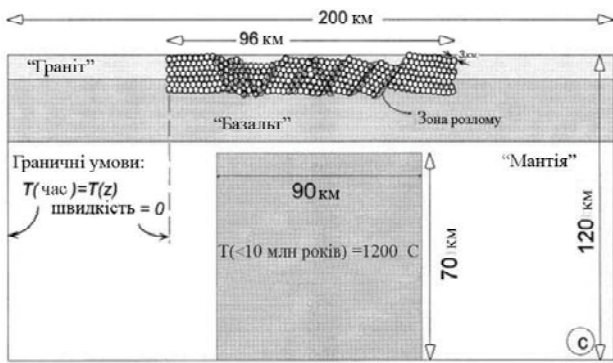 200 км
96 км
3км
“Граніт”
Зона розлому
“Базальт”
Граничні умови:
“Мантія”
T( час )=T(z)
швидкість = 0
90 км
120 км
T(<10 млн років) =1200 C
70 км
C